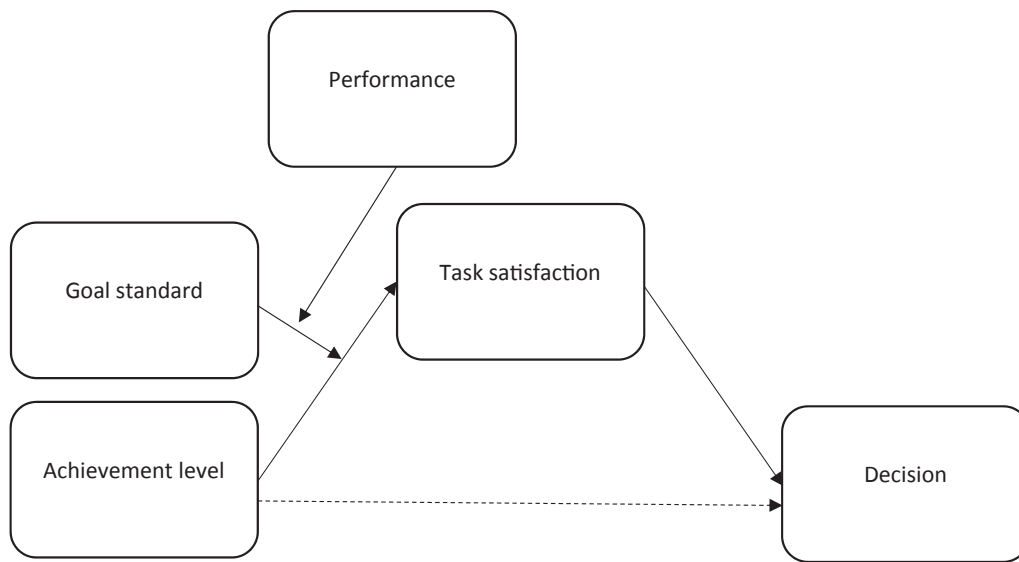 Performance
Task satisfaction
Goal standard
Achievement level
Decision